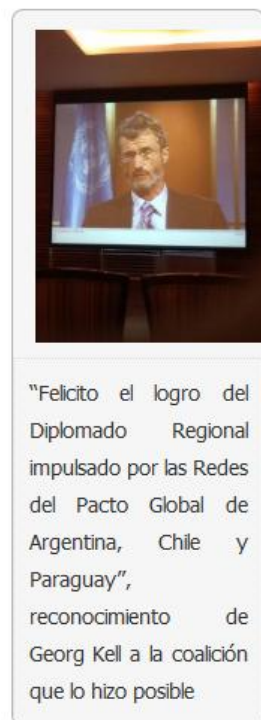 “Felicito el logro del
Diplomado Regional
impulsado por las Redes
del Pacto Global de
Argentina, Chile y
Paraguay”,
reconocimiento de
Georg Kell a la coalición
que lo hizo posible